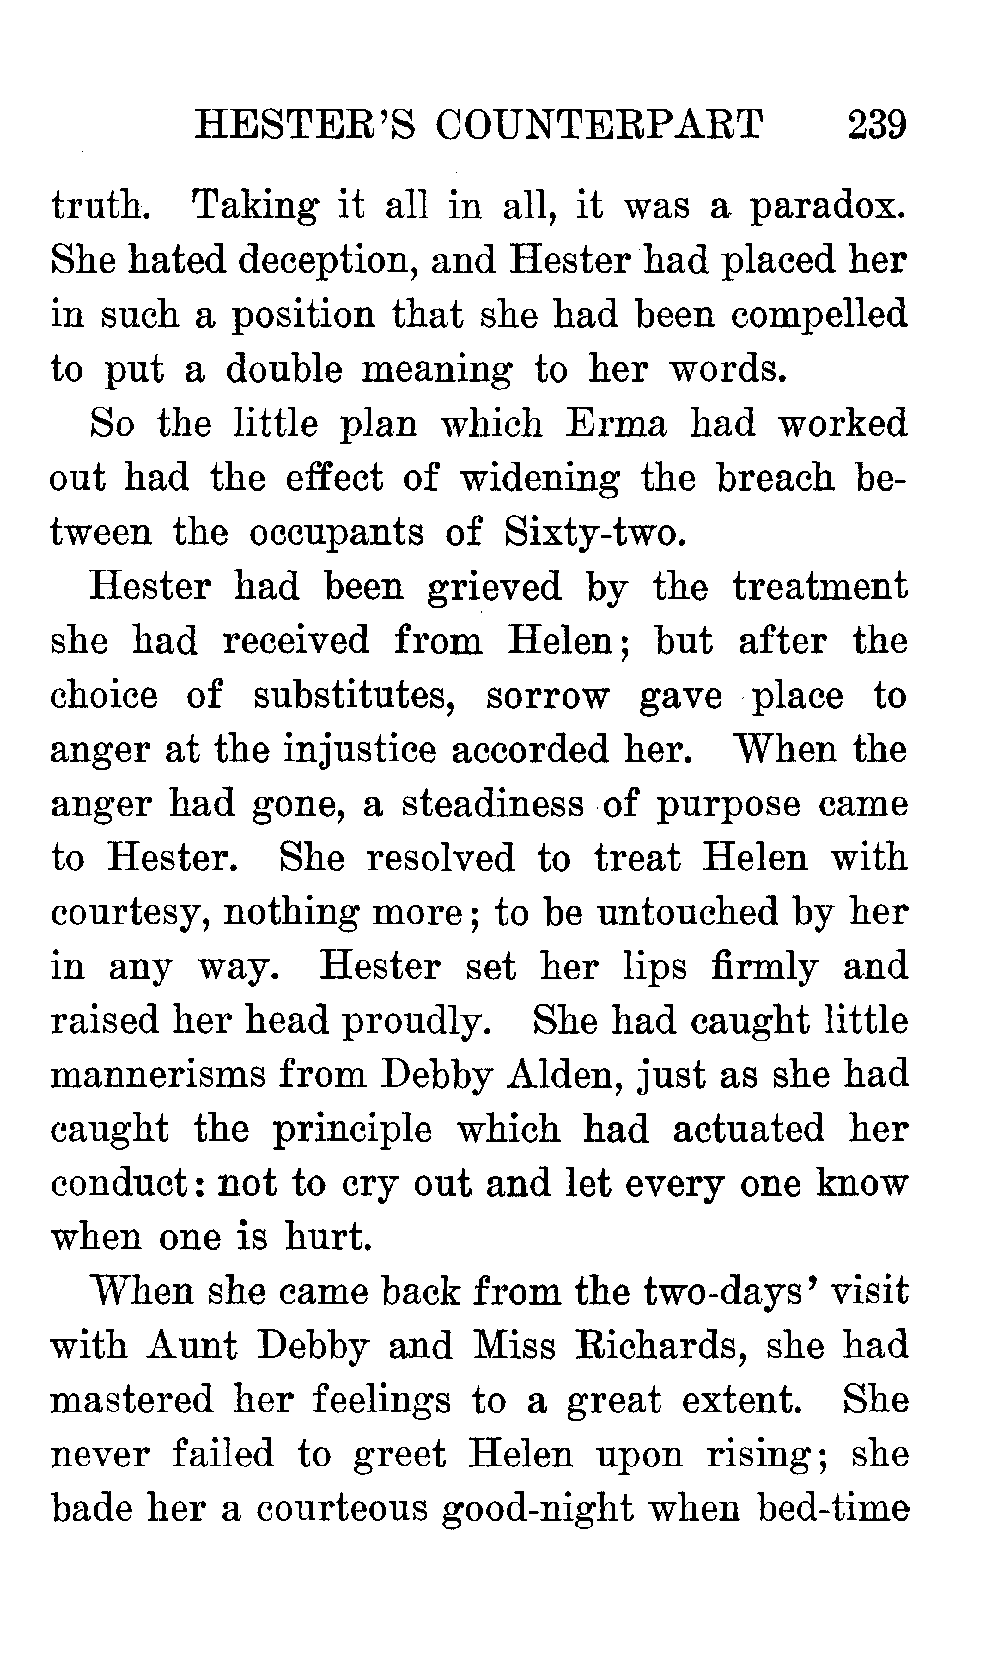 HESTER'S COUNTERPART 239
truth. Taking it all in all, it was a paradox.
She hated deception, and Hester had placed her
in such a position that she had been compelled
to put a double meaning to her words.
So the little plan which Erma had worked
out had the effect of widening the breach be-
tween the occupants of Sixty-two.
Hester had been grieved by the treatment
she had received from Helen; but after the
choice of substitutes, sorrow gave place to
anger at the injustice accorded her. When the
anger had gone, a steadiness of purpose came
to Hester. She resolved to treat Helen with
courtesy, nothing more; to be untouched by her
in any way. Hester set her lips firmly and
raised her head proudly. She had caught little
mannerisms from Debby Alden, just as she had
caught the principle which had actuated her
conduct: not to cry out and let every one know
when one is hurt.
When she came back from the two-days' visit
with Aunt Debby and Miss Richards, she had
mastered her feelings to a great extent. She
never failed to greet Helen upon rising; she
bade her a courteous good-night when bed-time